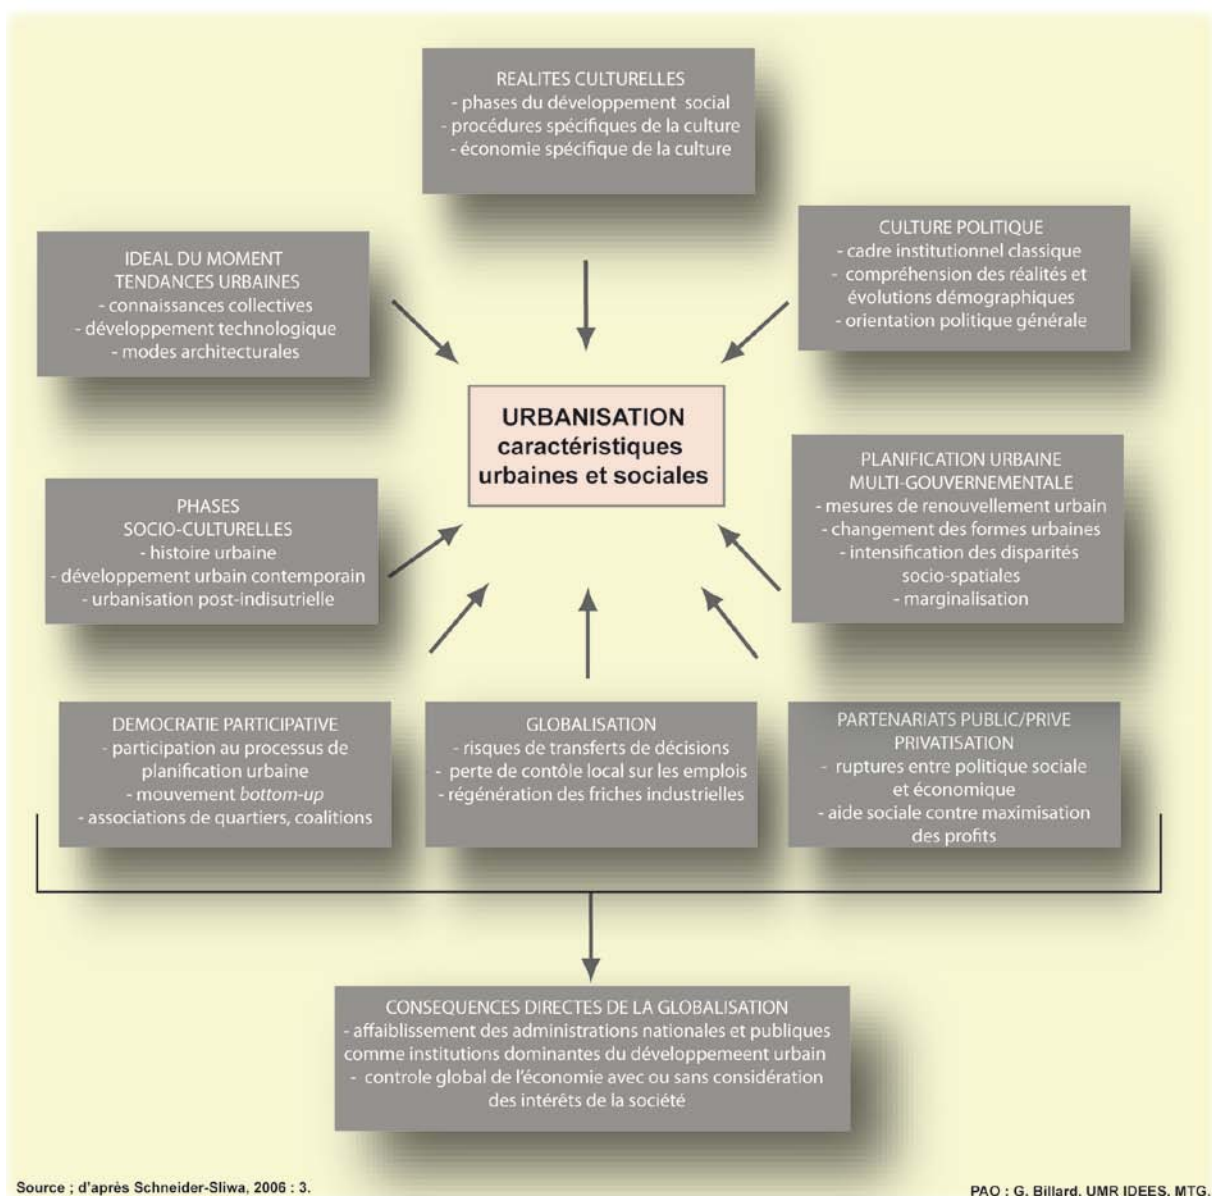 REALITES CULTURELLES
- phases du développement social
- procédures spécifiques de la culture
- économie spécifique de la culture
IDEAL DU MOMENT
TENDANCES URBAINES
- connaissances collectives
- développement technologique
- modes architecturales
CULTURE POLITIQUE
- cadre institutionnel classique
- compréhension des réalités et
évolutions démographiques
- orientation politique générale
URBANISATION
caractéristiques
urbaines et sociales
PHASES
SOCIO-CULTURELLES
- histoire urbaine
- développement urbain contemporain
- urbanisation post-indisutrielle
PLANIFICATION URBAINE
MULTI-GOUVERNEMENTALE
- mesures de renouvellement urbain
- changement des formes urbaines
- intensification des disparités
socio-spatiales
- marginalisation
DEMOCRATIE PARTICIPATIVE
- participation au processus de
planification urbaine
- mouvement bottom-up
- associations de quartiers, coalitions
GLOBALISATION
- risques de transferts de décisions
- perte de contôle local sur les emplois
- régénération des friches industrielles
PARTENARIATS PUBLIC/PRIVE
PRIVATISATION
- ruptures entre politique sociale
et économique
- aide sociale contre maximisation
des profits
CONSEQUENCES DIRECTES DE LA GLOBALISATION
- affaiblissement des administrations nationales et publiques
comme institutions dominantes du développemeent urbain
- controle global de l'économie avec ou sans considération
des intérêts de la société
Source ; d'après Schneider-Sliwa, 2006 : 3.
PAO : G. Billard, UMR IDEES, MTG.